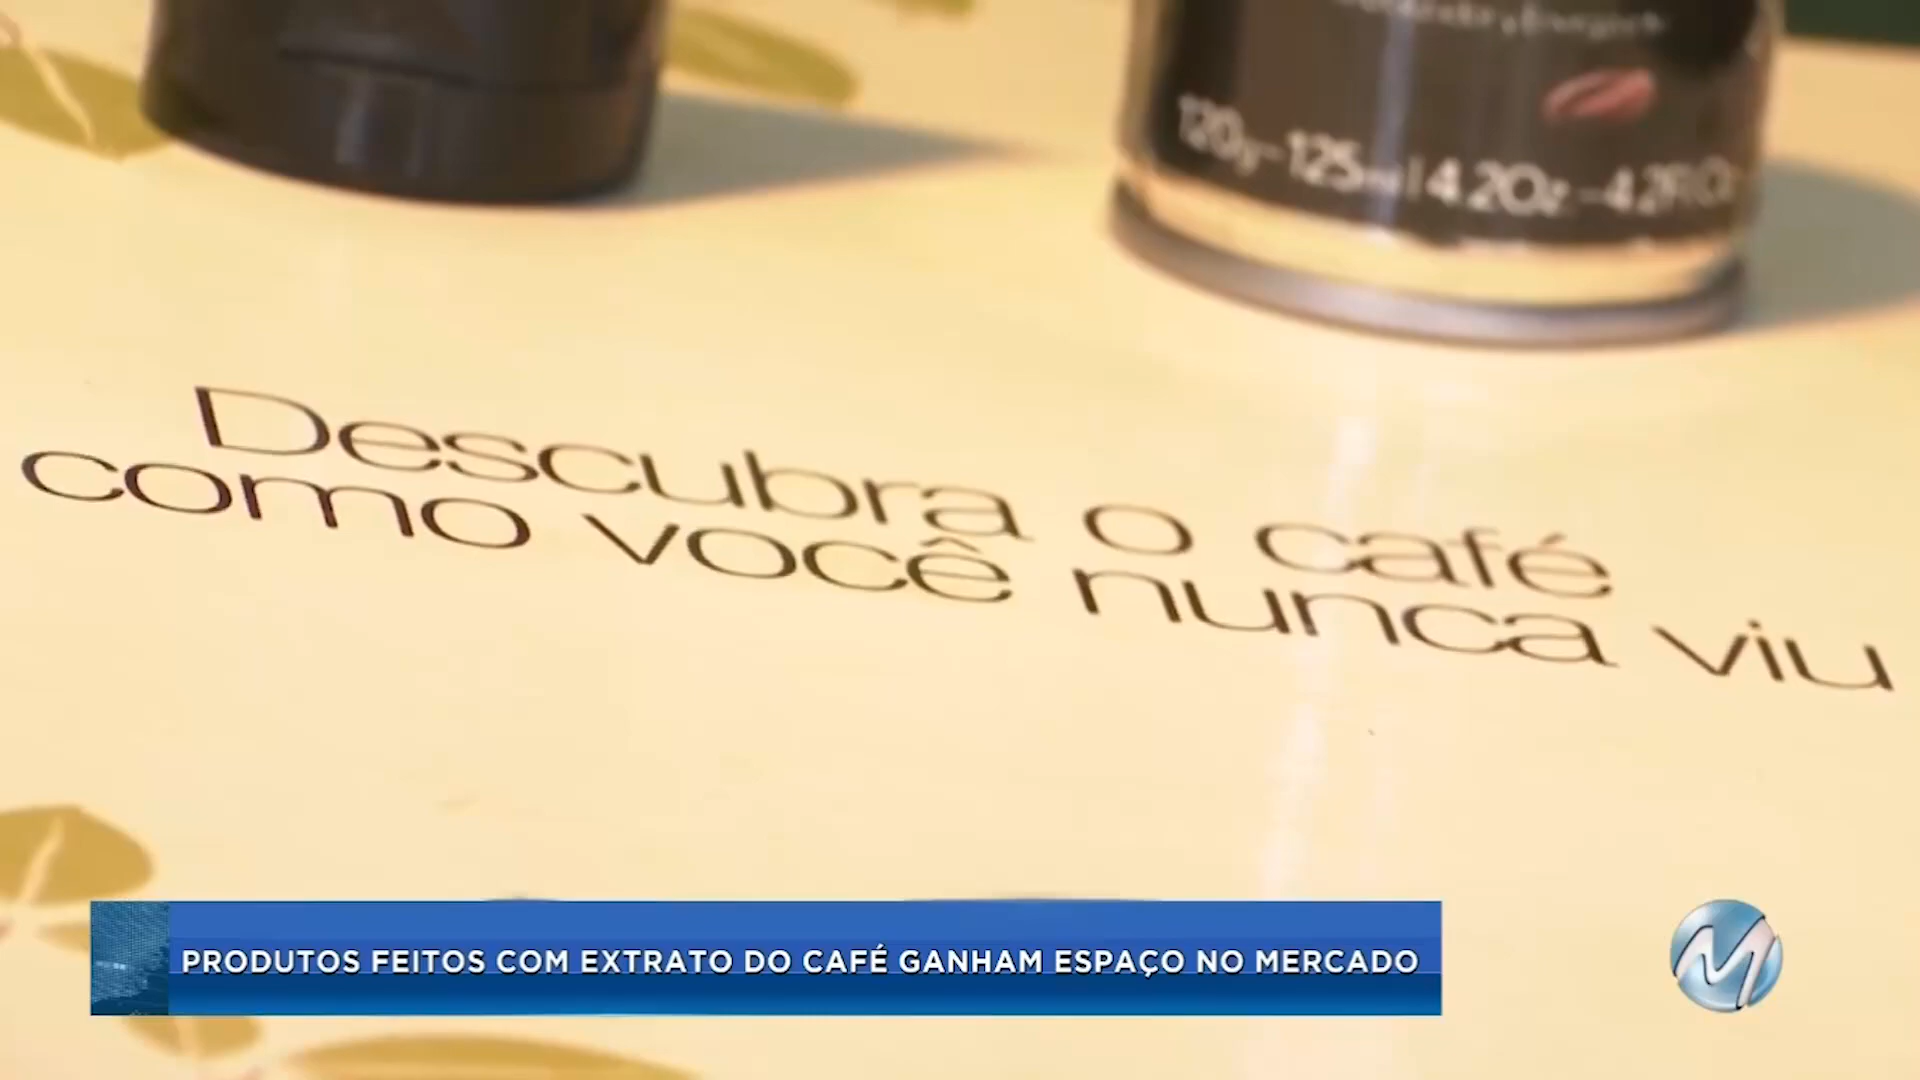 120g-125ml | 4.2Oz.-4.2Fl.Oz
Descubra o café
como você nunca viu
PRODUTOS FEITOS COM EXTRATO DO CAFÉ GANHAM ESPAÇO NO MERCADO
M